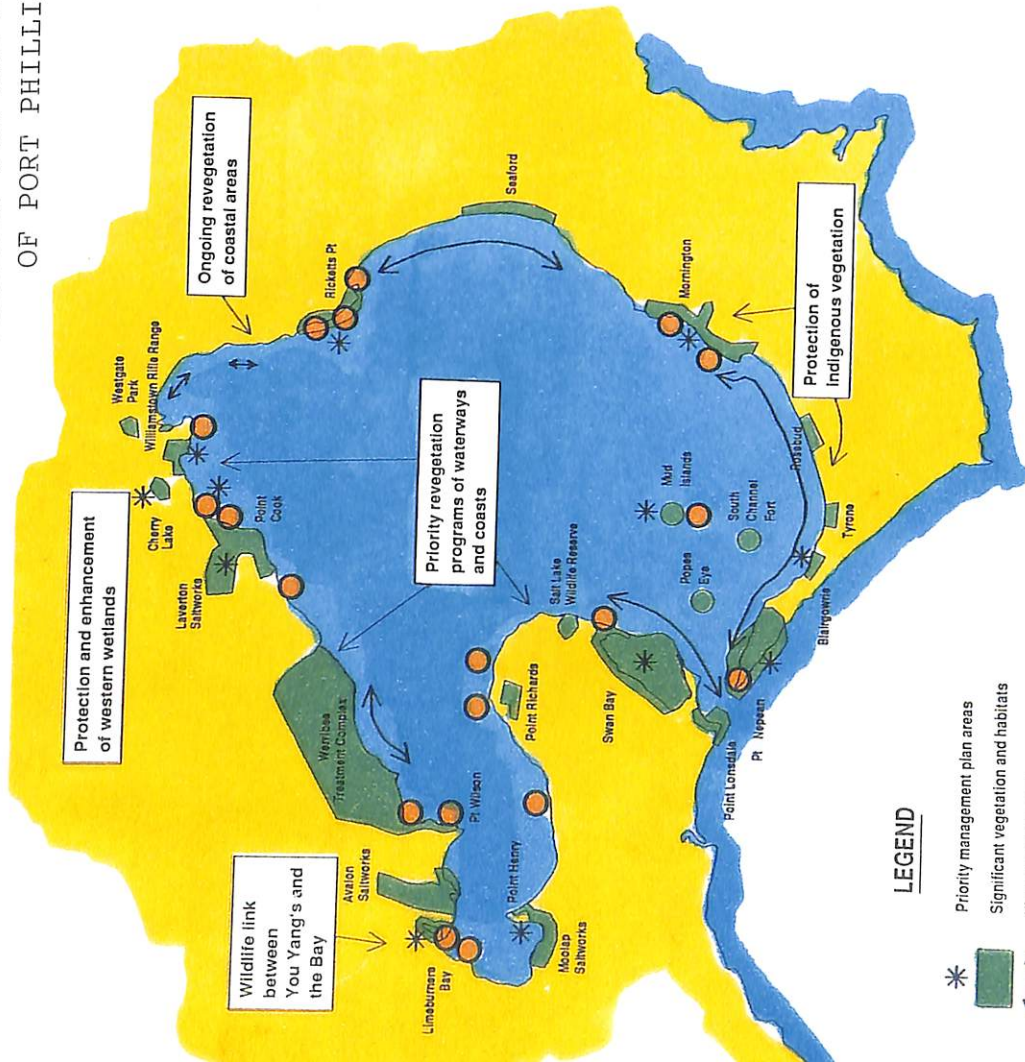 OF PORT PHILLI
Ongoing revegetation
of coastal areas
Westgate
Park
Williamstown Rifle Range
Ricketts Pt
Seaford
Protection and enhancement
of western wetlands
Cherry
Lake
Point
Cook
Laverton
Saltworks
Priority revegetation
programs of waterways
and coasts
Mornington
Protection of
Indigenous vegetation
Werribee
Treatment Complex
Mud
Islands
South
Channel
Fort
Popes
Eye
Rosebud
Tyrone
Blairgowrie
Salt Lake
Wildlife Reserve
Point Richards
Swan Bay
Pt Wilson
Wildlife link
between
You Yang's and
the Bay
Avalon
Saltworks
Limeburners
Bay
Point Henry
Moolap
Saltworks
Point Lonsdale
Pt Nepean
LEGEND
Priority management plan areas
Significant vegetation and habitats